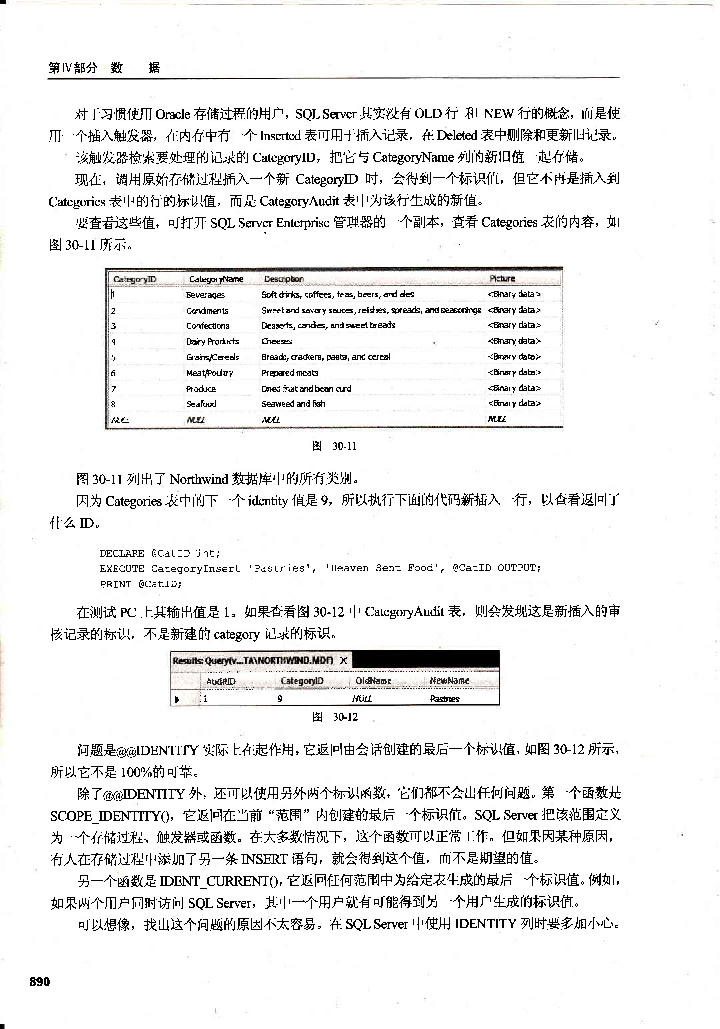 第Ⅳ部分 数 据
对于习惯使用 Oracle 存储过程的用户，SQL Server 其实没有 OLD 行 和 NEW 行的概念，而是使
用一个插入触发器，在内存中有一个 Inserted 表可用于插入记录，在 Deleted 表中删除和更新旧记录。
该触发器检索要处理的记录的 CategoryID，把它与 CategoryName 列的新旧值一起存储。
现在，调用原始存储过程插入一个新 CategoryID 时，会得到一个标识值，但它不再是插入到
Categories 表中的行的标识值，而是 CategoryAudit 表中为该行生成的新值。
要查看这些值，可打开 SQL Server Enterprise 管理器的一个副本，查看 Categories 表的内容，如
图 30-11 所示。
CategoryID CategoryName Description Picture
1 Beverages Soft drinks, coffees, teas, beers, and ales <Binary data>
2 Condiments Sweet and savory sauces, relishes, spreads, and seasonings <Binary data>
3 Confections Desserts, candies, and sweet breads <Binary data>
4 Dairy Products Cheeses <Binary data>
5 Grains/Cereals Breads, crackers, pasta, and cereal <Binary data>
6 Meat/Poultry Prepared meats <Binary data>
7 Produce Dried fruit and bean curd <Binary data>
8 Seafood Seaweed and fish <Binary data>
NULL NULL NULL NULL
图 30-11
图 30-11 列出了 Northwind 数据库中的所有类别。
因为 Categories 表中的下一个 identity 值是 9，所以执行下面的代码新插入一行，以查看返回了
什么 ID。
DECLARE @CatID int;
EXECUTE CategoryInsert 'Pastries', 'Heaven Sent Food', @CatID OUTPUT;
PRINT @CatID;
在测试 PC 上其输出值是 1。如果查看图 30-12 中 CategoryAudit 表，则会发现这是新插入的审
核记录的标识，不是新建的 category 记录的标识。
Results: Query(v...TA\NORTHWIND.MDF) X
AuditID CategoryID OldName NewName
1 9 NULL Pastries
图 30-12
问题是@@IDENTITY 实际上在起作用，它返回由会话创建的最后一个标识值，如图 30-12 所示，
所以它不是 100%的可靠。
除了@@IDENTITY 外，还可以使用另外两个标识函数，它们都不会出任何问题。第一个函数是
SCOPE_IDENTITY()，它返回在当前“范围”内创建的最后一个标识值。SQL Server 把该范围定义
为一个存储过程、触发器或函数。在大多数情况下，这个函数可以正常工作。但如果因某种原因，
有人在存储过程中添加了另一条 INSERT 语句，就会得到这个值，而不是期望的值。
另一个函数是 IDENT_CURRENT()，它返回任何范围中为给定表生成的最后一个标识值。例如，
如果两个用户同时访问 SQL Server，其中一个用户就有可能得到另一个用户生成的标识值。
可以想像，找出这个问题的原因不太容易。在 SQL Server 中使用 IDENTITY 列时要多加小心。
890